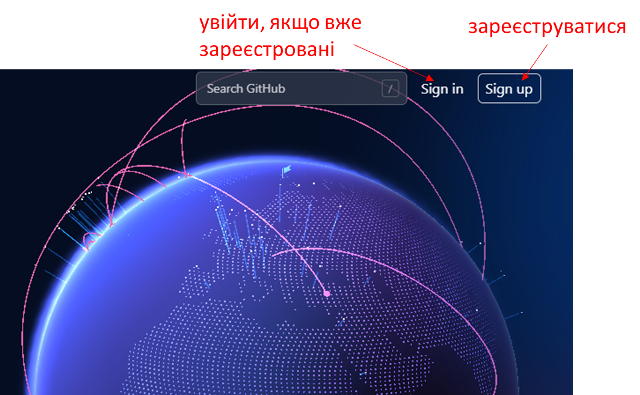 увійти, якщо вже
зареєстровані
зареєструватися
Search GitHub
/
Sign in
Sign up